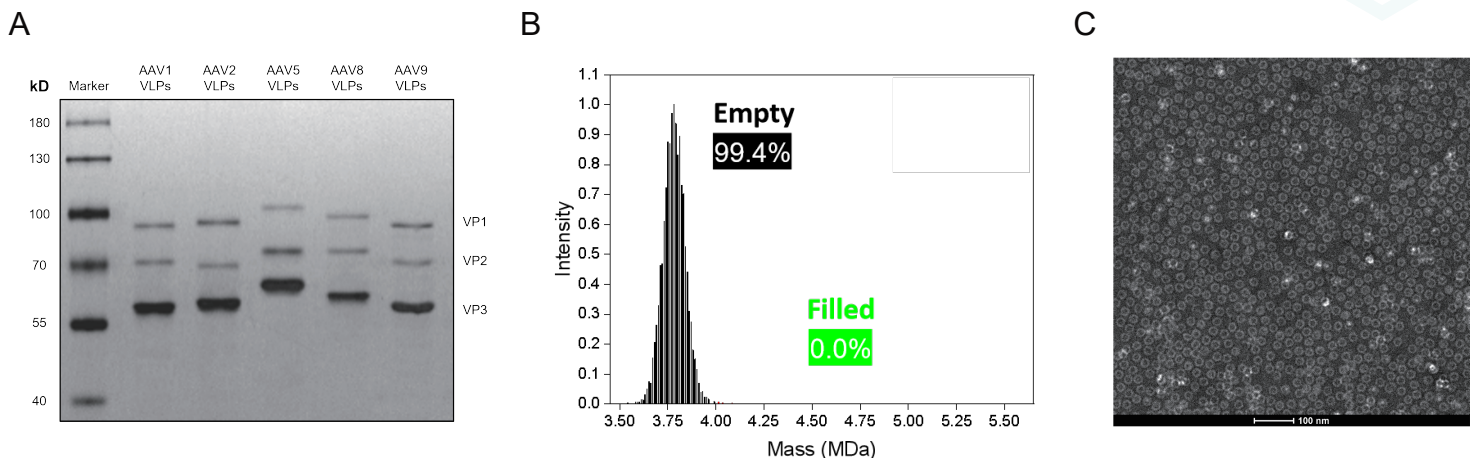 A
B
C
kD
Marker
AAV1
VLPs
AAV2
VLPs
AAV5
VLPs
AAV8
VLPs
AAV9
VLPs
180
130
100
70
55
40
VP1
VP2
VP3
1.1
1.0
0.9
0.8
0.7
0.6
0.5
0.4
0.3
0.2
0.1
0.0
Intensity
Empty
99.4%
Filled
0.0%
3.50
3.75
4.00
4.25
4.50
4.75
5.00
5.25
5.50
Mass (MDa)
100 nm